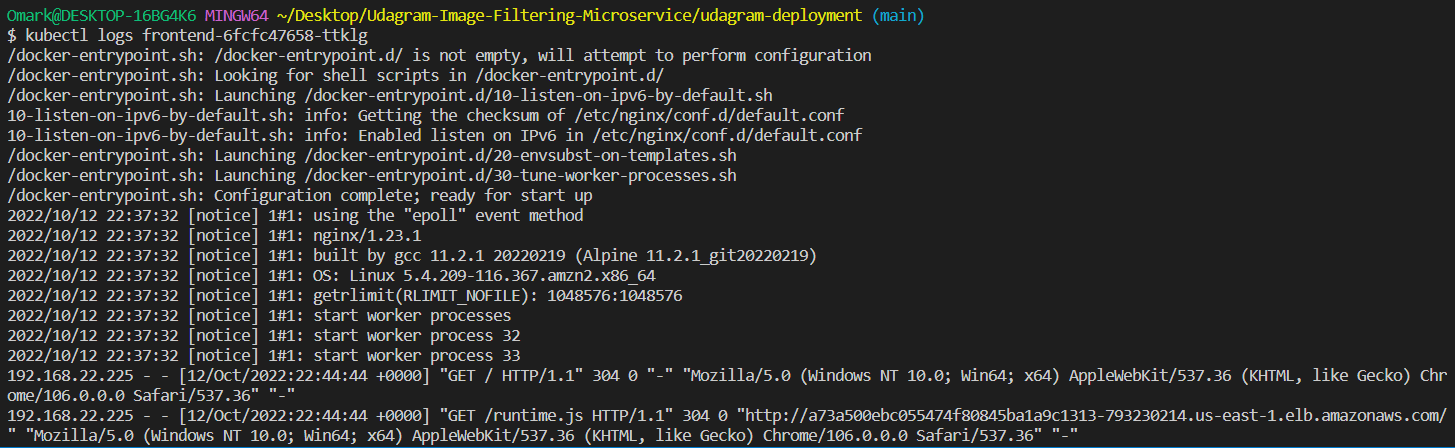 Omark@DESKTOP-16BG4K6 MINGW64 ~/Desktop/Udagram-Image-Filtering-Microservice/udagram-deployment (main)
$ kubectl logs frontend-6fcfc47658-ttklg
/docker-entrypoint.sh: /docker-entrypoint.d/ is not empty, will attempt to perform configuration
/docker-entrypoint.sh: Looking for shell scripts in /docker-entrypoint.d/
/docker-entrypoint.sh: Launching /docker-entrypoint.d/10-listen-on-ipv6-by-default.sh
10-listen-on-ipv6-by-default.sh: info: Getting the checksum of /etc/nginx/conf.d/default.conf
10-listen-on-ipv6-by-default.sh: info: Enabled listen on IPv6 in /etc/nginx/conf.d/default.conf
/docker-entrypoint.sh: Launching /docker-entrypoint.d/20-envsubst-on-templates.sh
/docker-entrypoint.sh: Launching /docker-entrypoint.d/30-tune-worker-processes.sh
/docker-entrypoint.sh: Configuration complete; ready for start up
2022/10/12 22:37:32 [notice] 1#1: using the "epoll" event method
2022/10/12 22:37:32 [notice] 1#1: nginx/1.23.1
2022/10/12 22:37:32 [notice] 1#1: built by gcc 11.2.1 20220219 (Alpine 11.2.1_git20220219)
2022/10/12 22:37:32 [notice] 1#1: OS: Linux 5.4.209-116.367.amzn2.x86_64
2022/10/12 22:37:32 [notice] 1#1: getrlimit(RLIMIT_NOFILE): 1048576:1048576
2022/10/12 22:37:32 [notice] 1#1: start worker processes
2022/10/12 22:37:32 [notice] 1#1: start worker process 32
2022/10/12 22:37:32 [notice] 1#1: start worker process 33
192.168.22.225 - - [12/Oct/2022:22:44:44 +0000] "GET / HTTP/1.1" 304 0 "-" "Mozilla/5.0 (Windows NT 10.0; Win64; x64) AppleWebKit/537.36 (KHTML, like Gecko) Chr
ome/106.0.0.0 Safari/537.36" "-"
192.168.22.225 - - [12/Oct/2022:22:44:44 +0000] "GET /runtime.js HTTP/1.1" 304 0 "http://a73a500ebc055474f80845ba1a9c1313-793230214.us-east-1.elb.amazonaws.com/
" "Mozilla/5.0 (Windows NT 10.0; Win64; x64) AppleWebKit/537.36 (KHTML, like Gecko) Chrome/106.0.0.0 Safari/537.36" "-"